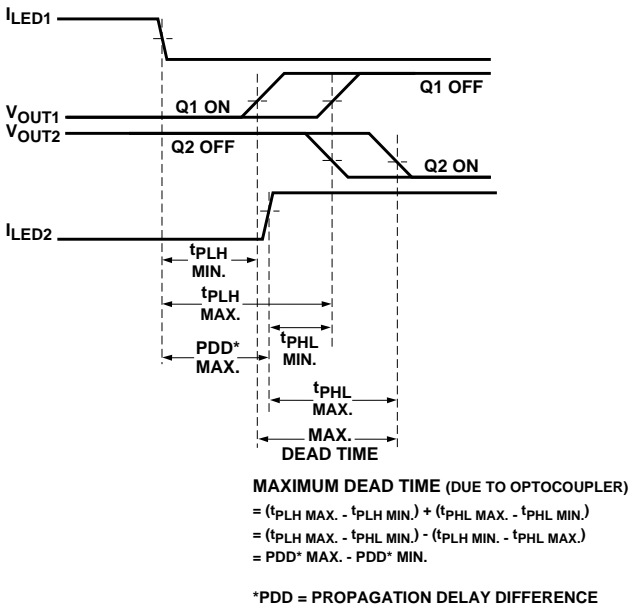 ILED1
VOUT1
VOUT2
Q1 ON
Q1 OFF
Q2 OFF
Q2 ON
ILED2
tPLH
MIN.
tPLH
MAX.
tPHL
MIN.
PDD*
MAX.
tPHL
MAX.
MAX.
DEAD TIME
MAXIMUM DEAD TIME (DUE TO OPTOCOUPLER)
= (tPLH MAX. - tPLH MIN.) + (tPHL MAX. - tPHL MIN.)
= (tPLH MAX. - tPHL MIN.) - (tPLH MIN. - tPHL MAX.)
= PDD* MAX. - PDD* MIN.
*PDD = PROPAGATION DELAY DIFFERENCE